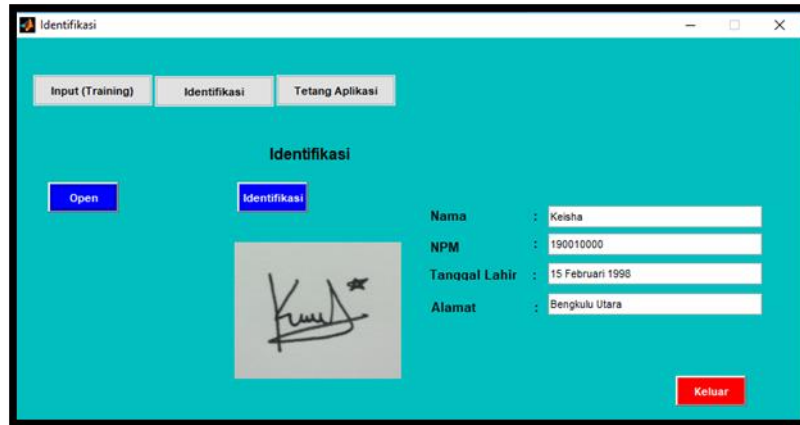 Identifikasi
Input (Training) Identifikasi Tetang Aplikasi
Identifikasi
Open Identifikasi
Nama : Keisha
NPM : 190010000
Tanggal Lahir : 15 Februari 1998
Alamat : Bengkulu Utara
Keluar